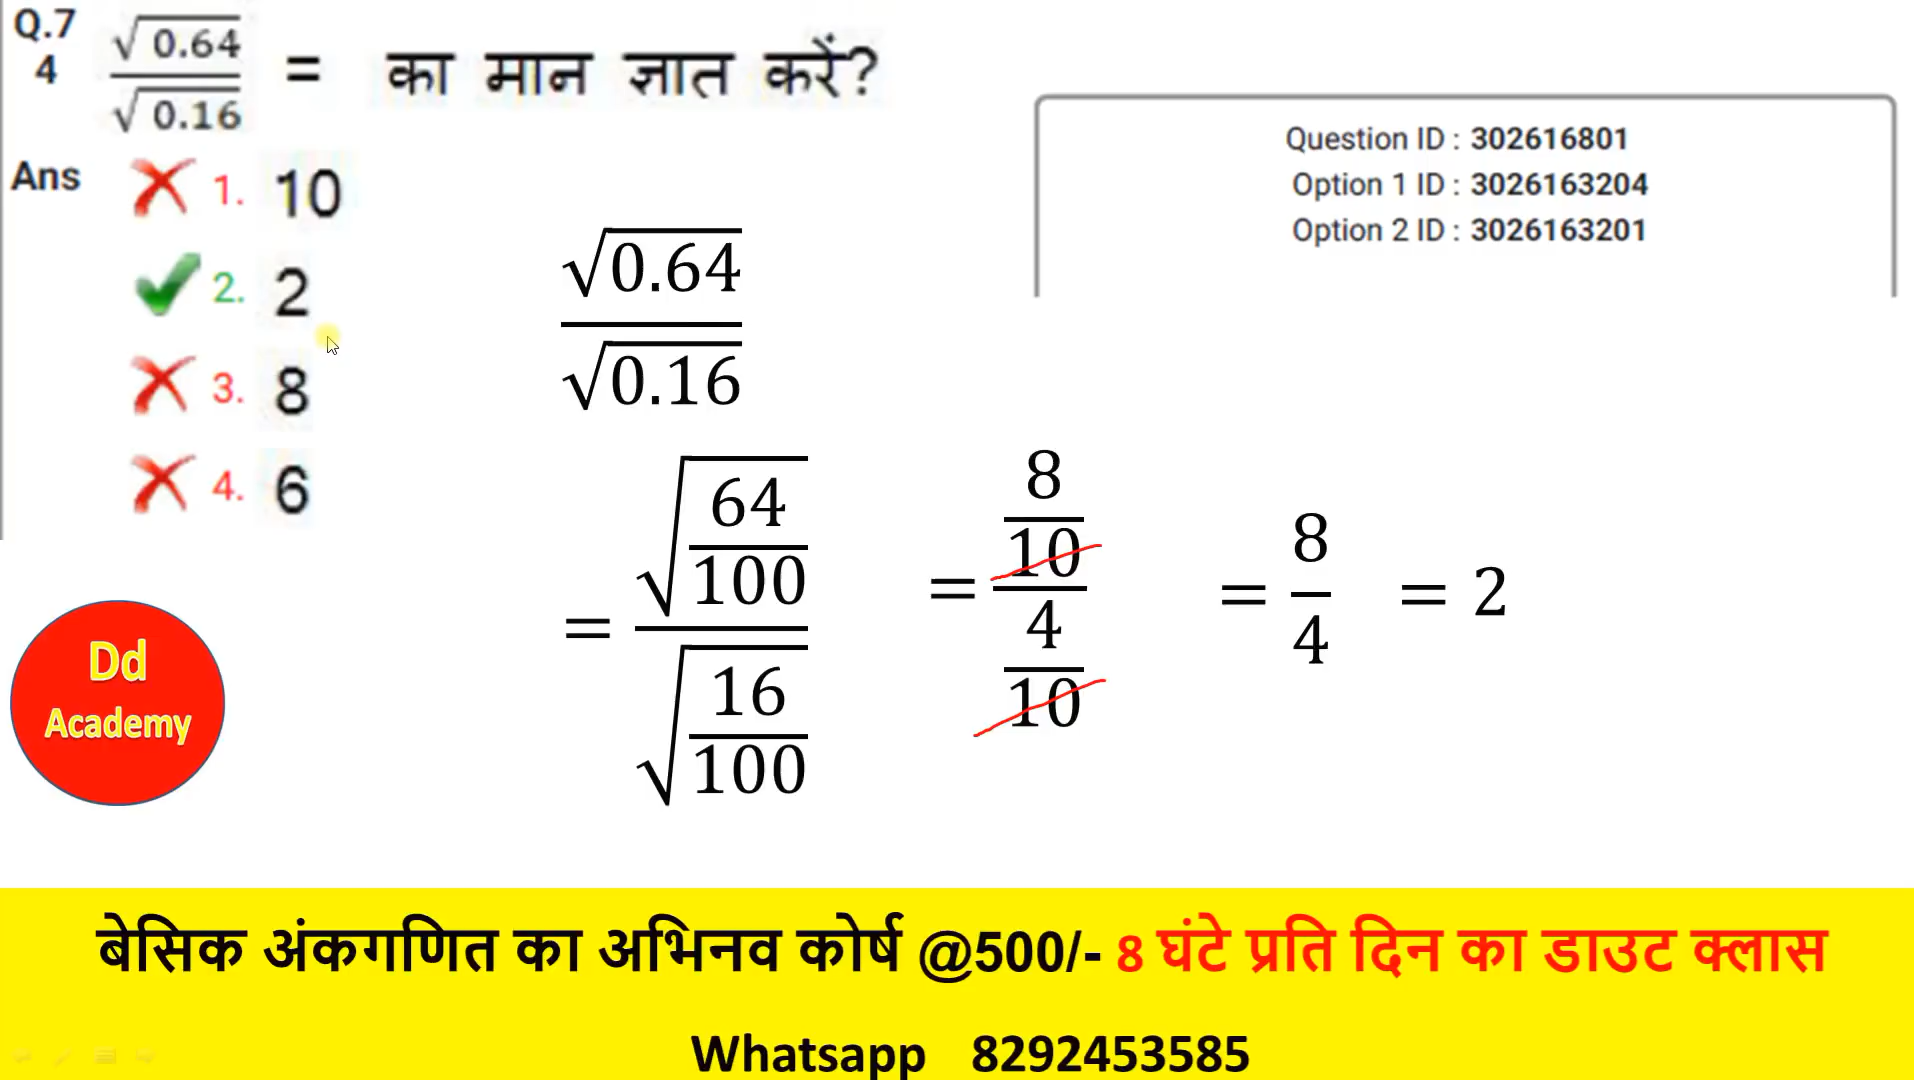 Q.7
4
√0.64
√0.16
= का मान ज्ञात करें?
Ans
1. 10
2. 2
3. 8
4. 6
Question ID : 302616801
Option 1 ID : 3026163204
Option 2 ID : 3026163201
√0.64
√0.16
= √64/100
√16/100
= 8/10
4/10
= 8/4
= 2
Dd
Academy
बेसिक अंकगणित का अभिनव कोर्ष @500/- 8 घंटे प्रति दिन का डाउट क्लास
Whatsapp 8292453585